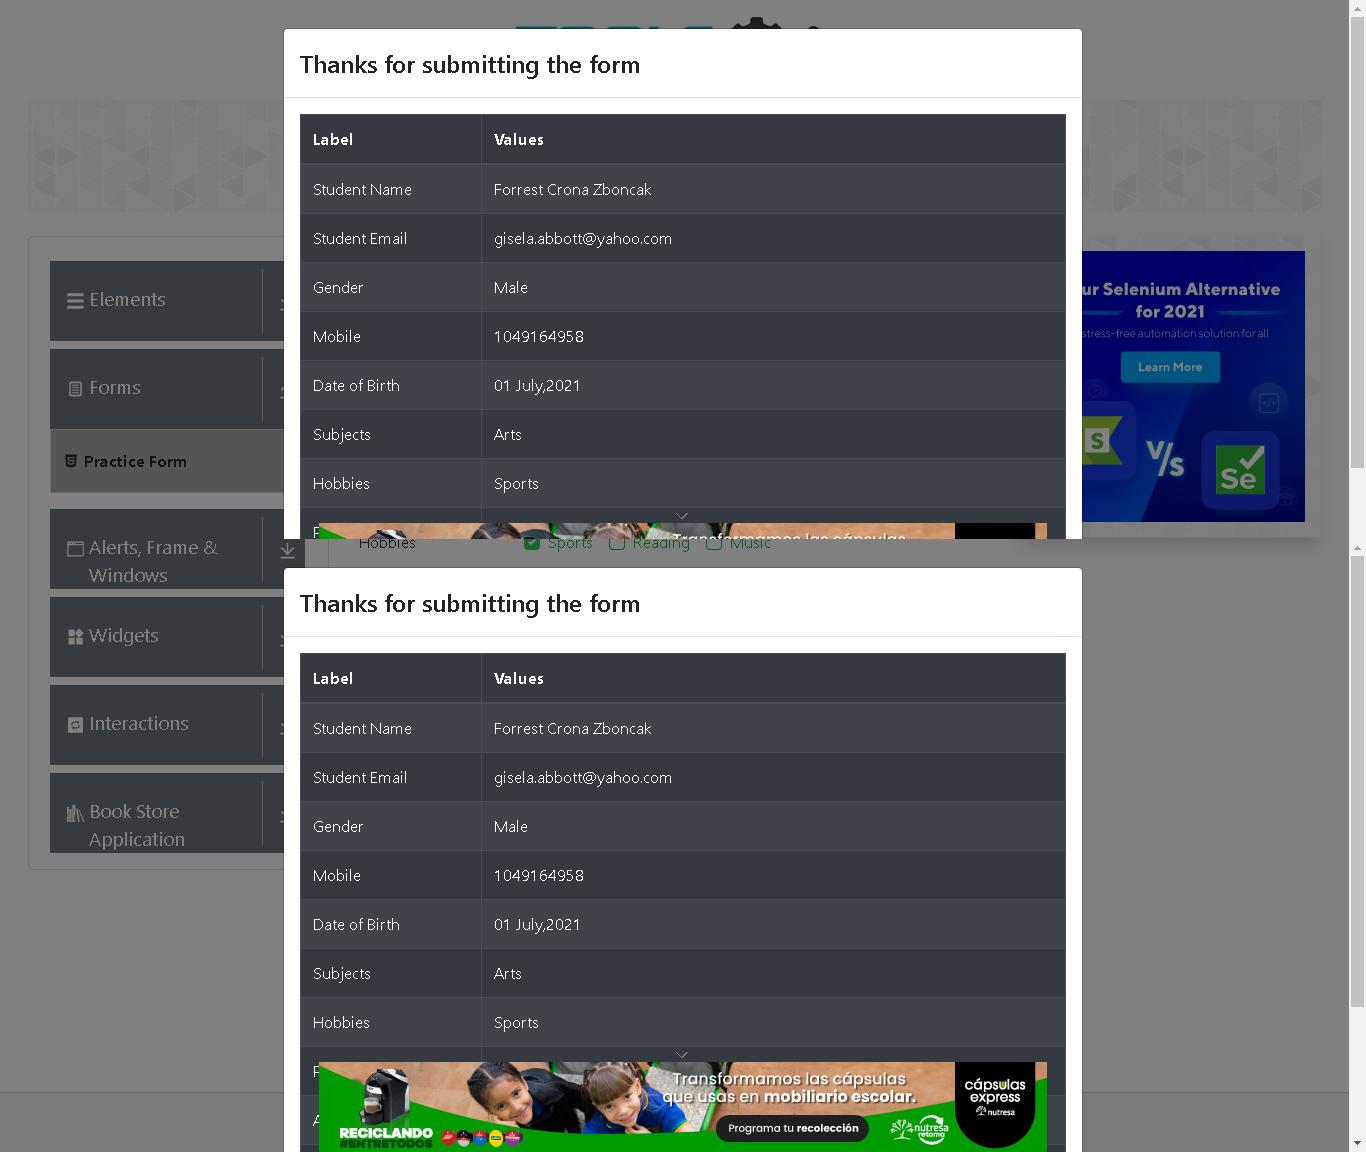 Thanks for submitting the form
Label Values
Student Name Forrest Crona Zboncak
Student Email gisela.abbott@yahoo.com
Gender Male
Mobile 1049164958
Date of Birth 01 July,2021
Subjects Arts
Hobbies Sports
Elements
Forms
Practice Form
Alerts, Frame &
Windows
Widgets
Interactions
Book Store
Application
ur Selenium Alternative
for 2021
stress-free automation solution for all
Learn More
S
V/s
Se
Transformamos las cápsulas
Hobbies Sports Reading Music
Thanks for submitting the form
Label Values
Student Name Forrest Crona Zboncak
Student Email gisela.abbott@yahoo.com
Gender Male
Mobile 1049164958
Date of Birth 01 July,2021
Subjects Arts
Hobbies Sports
Transformamos las cápsulas
que usas en mobiliario escolar.
Programa tu recolección
RECICLANDO
#ENTRETODOS
nutresa
retoma
cápsulas
express
nutresa